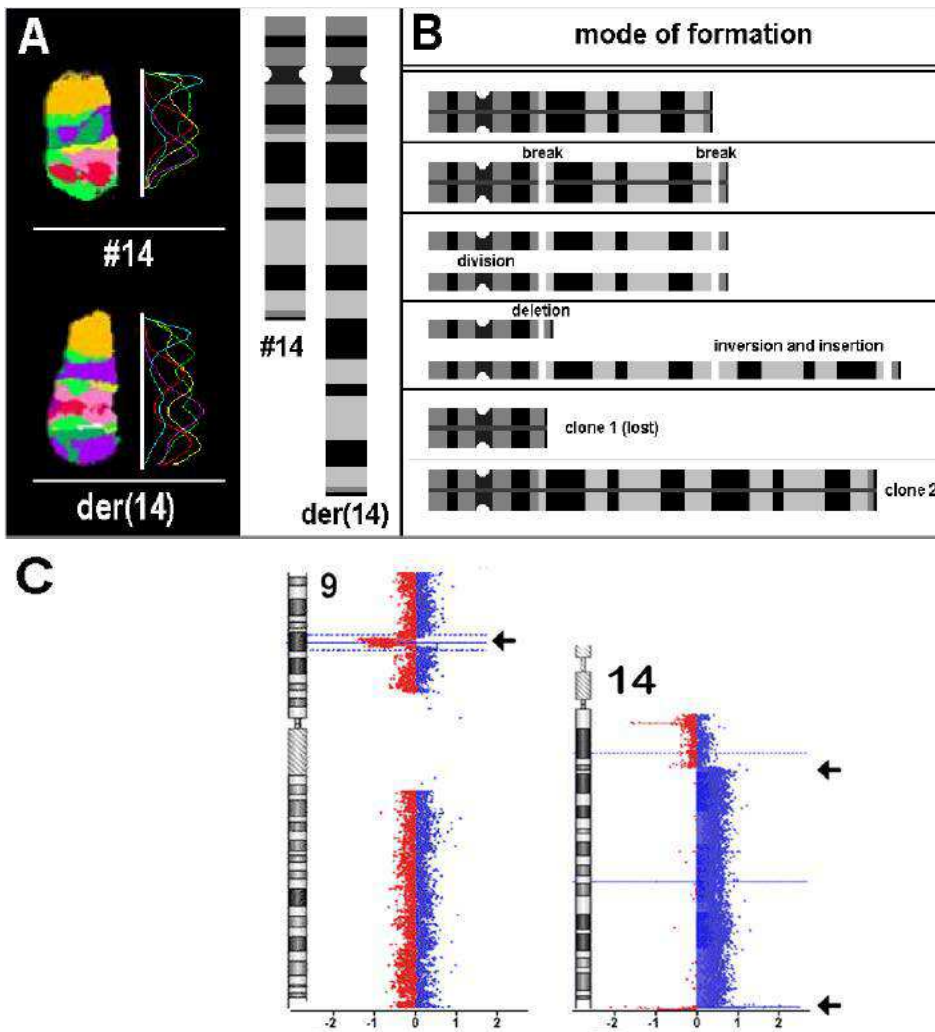 A
#14
der(14)
#14
der(14)
B
mode of formation
break
break
division
deletion
inversion and insertion
clone 1 (lost)
clone 2
C
9
-2 -1 0 1 2
14
-2 -1 0 1 2